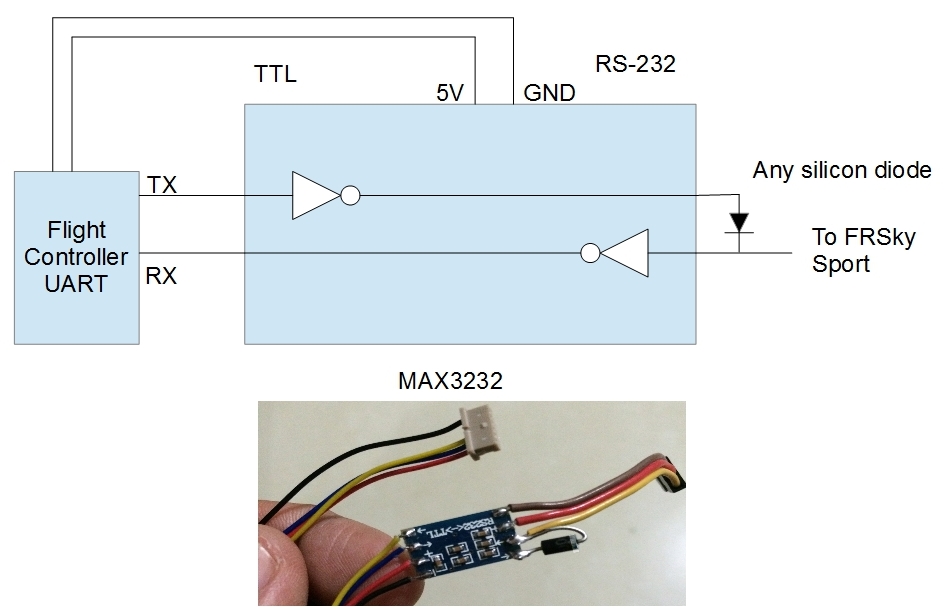 TTL
RS-232
5V
GND
TX
Any silicon diode
Flight
Controller
UART
To FRSky
Sport
RX
MAX3232
RS232<->TTL